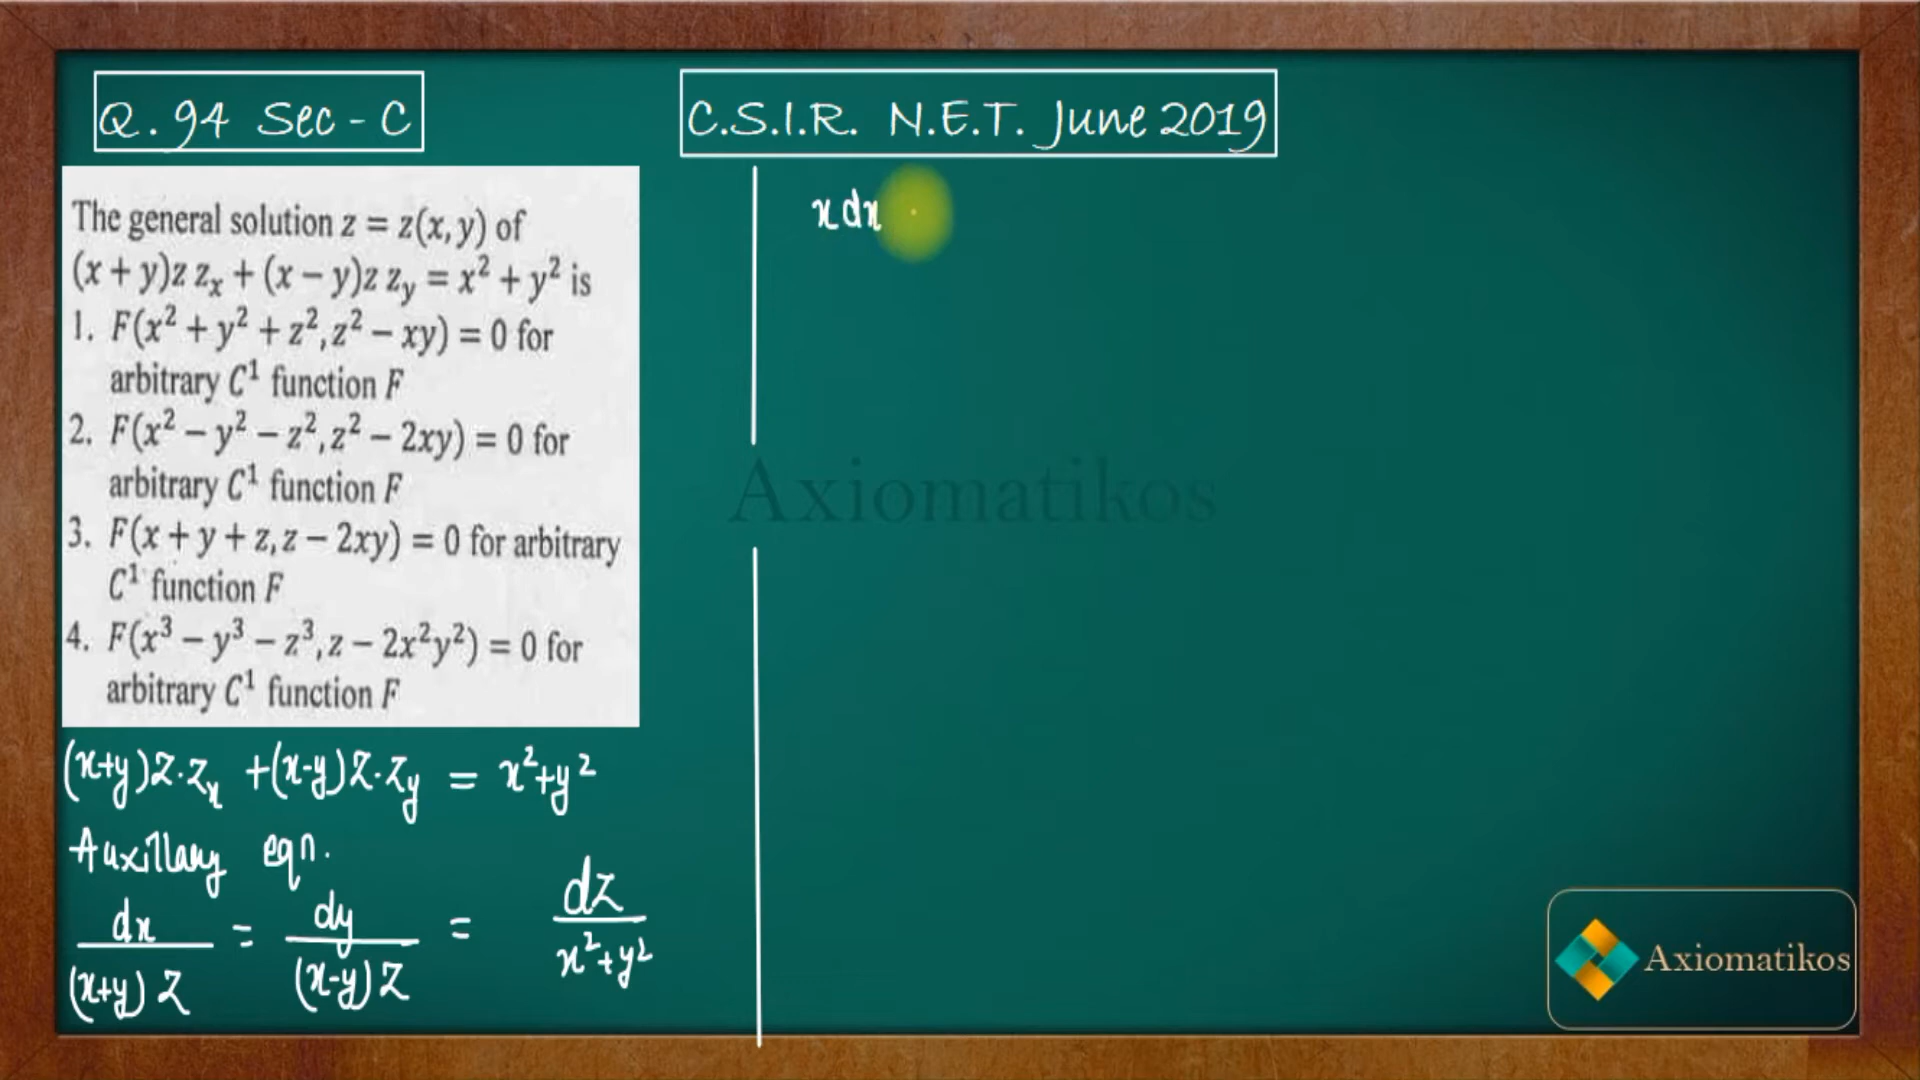 Q. 94 Sec - C
C.S.I.R. N.E.T. June 2019
The general solution z = z(x, y) of
(x + y)z zₓ + (x − y)z z_y = x² + y² is
1. F(x² + y² + z², z² − xy) = 0 for
arbitrary C¹ function F
2. F(x² − y² − z², z² − 2xy) = 0 for
arbitrary C¹ function F
3. F(x + y + z, z − 2xy) = 0 for arbitrary
C¹ function F
4. F(x³ − y³ − z³, z − 2x²y²) = 0 for
arbitrary C¹ function F
(x+y)z·zₓ +(x-y)z·z_y = x²+y²
Auxillary eqn.
dx/(x+y)z = dy/(x-y)z = dz/x²+y²
x dx
Axiomatikos
Axiomatikos